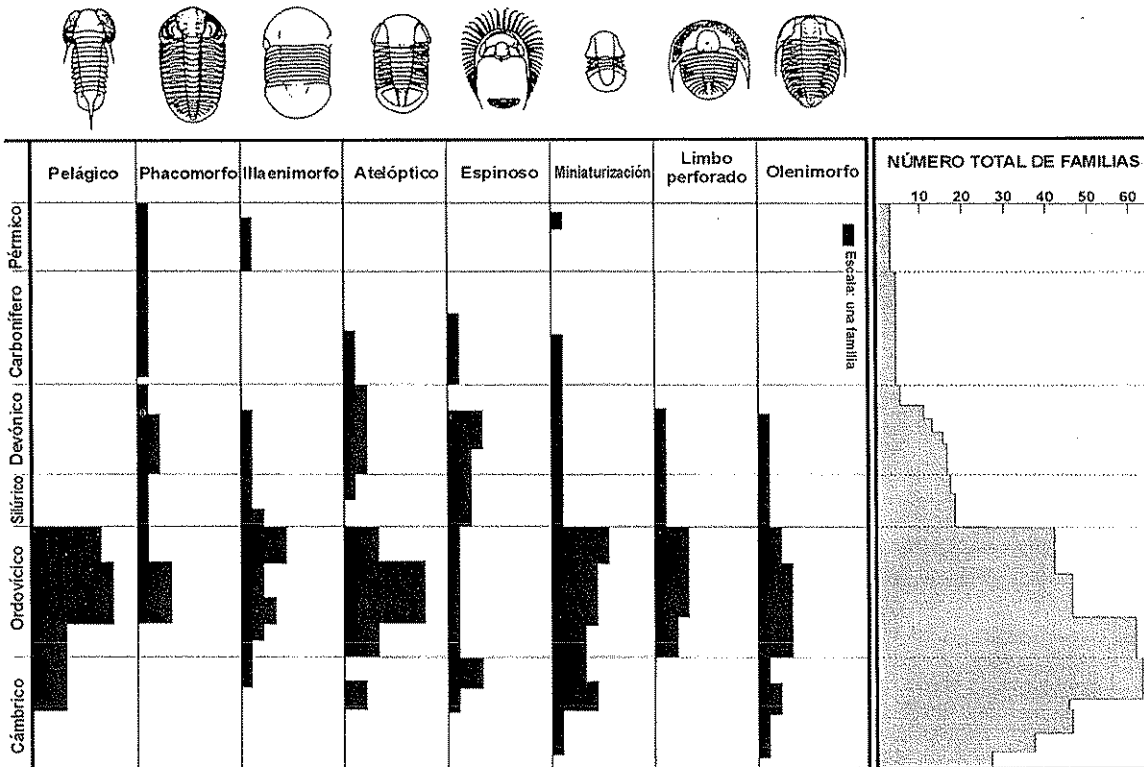 Pelágico
Phacomorfo
Illaenimorfo
Atelóptico
Espinoso
Miniaturización
Limbo
perforado
Olenimorfo
NÚMERO TOTAL DE FAMILIAS
10 20 30 40 50 60
Pérmico
Carbonífero
Devónico
Silúrico
Ordovícico
Cámbrico
Escala: una familia